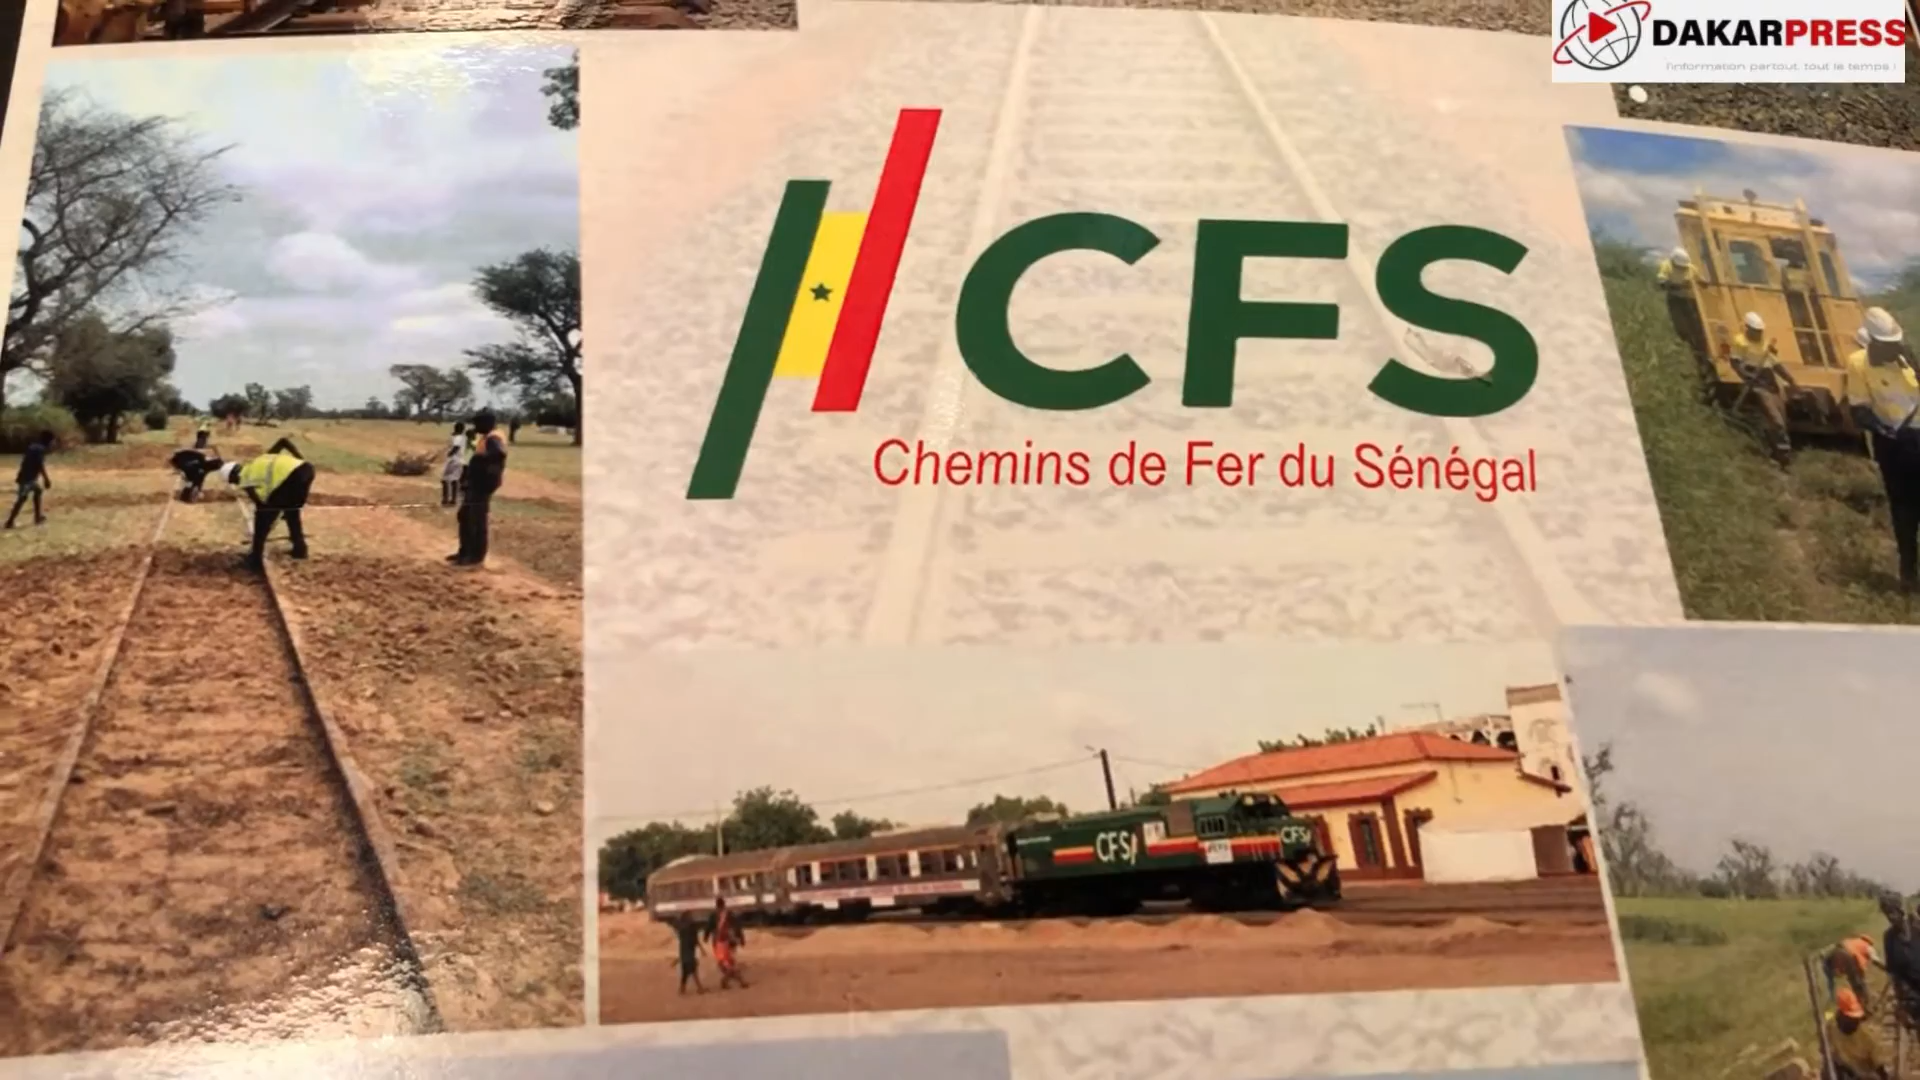 DAKARPRESS
l'information partout, tout le temps !
CFS
Chemins de Fer du Sénégal
CFS
CFS